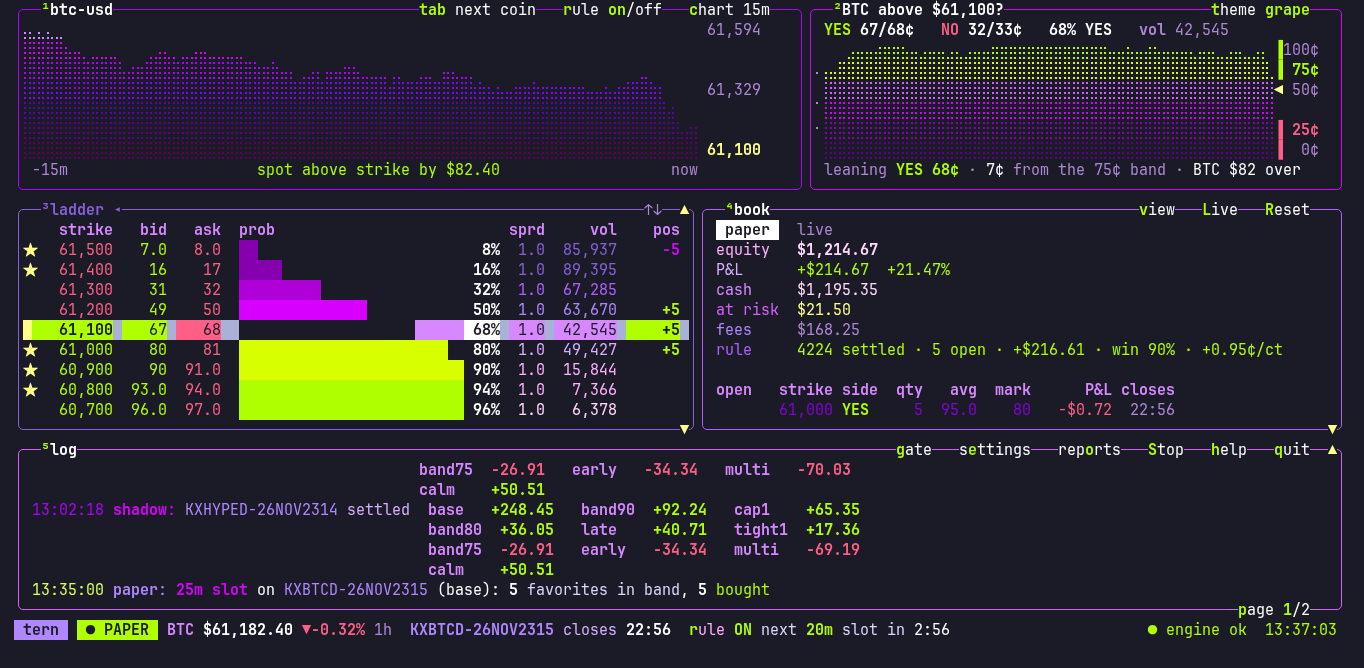 ¹btc-usd tab next coin rule on/off chart 15m
61,594
61,329
61,100
-15m spot above strike by $82.40 now
²BTC above $61,100? theme grape
YES 67/68¢ NO 32/33¢ 68% YES vol 42,545
100¢
75¢
50¢
25¢
0¢
leaning YES 68¢ · 7¢ from the 75¢ band · BTC $82 over
³ladder ◂ ↑↓ ▲
strike bid ask prob sprd vol pos
★ 61,500 7.0 8.0 8% 1.0 85,937 -5
★ 61,400 16 17 16% 1.0 89,395
61,300 31 32 32% 1.0 67,285
61,200 49 50 50% 1.0 63,670 +5
61,100 67 68 68% 1.0 42,545 +5
★ 61,000 80 81 80% 1.0 49,427 +5
★ 60,900 90 91.0 90% 1.0 15,844
★ 60,800 93.0 94.0 94% 1.0 7,366
60,700 96.0 97.0 96% 1.0 6,378
▼
⁴book view Live Reset
paper live
equity $1,214.67
P&L +$214.67 +21.47%
cash $1,195.35
at risk $21.50
fees $168.25
rule 4224 settled · 5 open · +$216.61 · win 90% · +0.95¢/ct
open strike side qty avg mark P&L closes
61,000 YES 5 95.0 80 -$0.72 22:56
▼
⁵log gate settings reports Stop help quit ▲
band75 -26.91 early -34.34 multi -70.03
calm +50.51
13:02:18 shadow: KXHYPED-26NOV2314 settled base +248.45 band90 +92.24 cap1 +65.35
band80 +36.05 late +40.71 tight1 +17.36
band75 -26.91 early -34.34 multi -69.19
calm +50.51
13:35:00 paper: 25m slot on KXBTCD-26NOV2315 (base): 5 favorites in band, 5 bought
page 1/2
tern ● PAPER BTC $61,182.40 ▼-0.32% 1h KXBTCD-26NOV2315 closes 22:56 rule ON next 20m slot in 2:56 ● engine ok 13:37:03